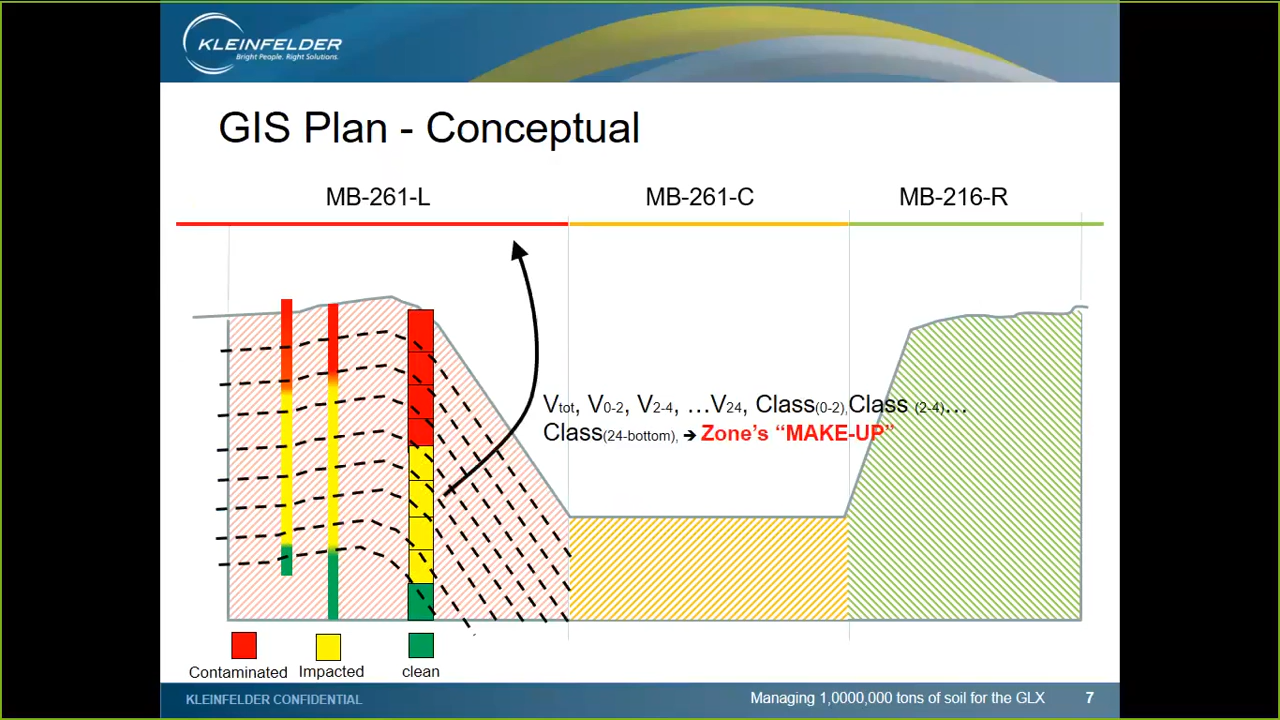 KLEINFELDER
Bright People. Right Solutions.
GIS Plan - Conceptual
MB-261-L
MB-261-C
MB-216-R
Vtot, V0-2, V2-4, …V24, Class(0-2),Class (2-4)…
Class(24-bottom), ➔ Zone’s “MAKE-UP”
Contaminated
Impacted
clean
KLEINFELDER CONFIDENTIAL
Managing 1,0000,000 tons of soil for the GLX
7